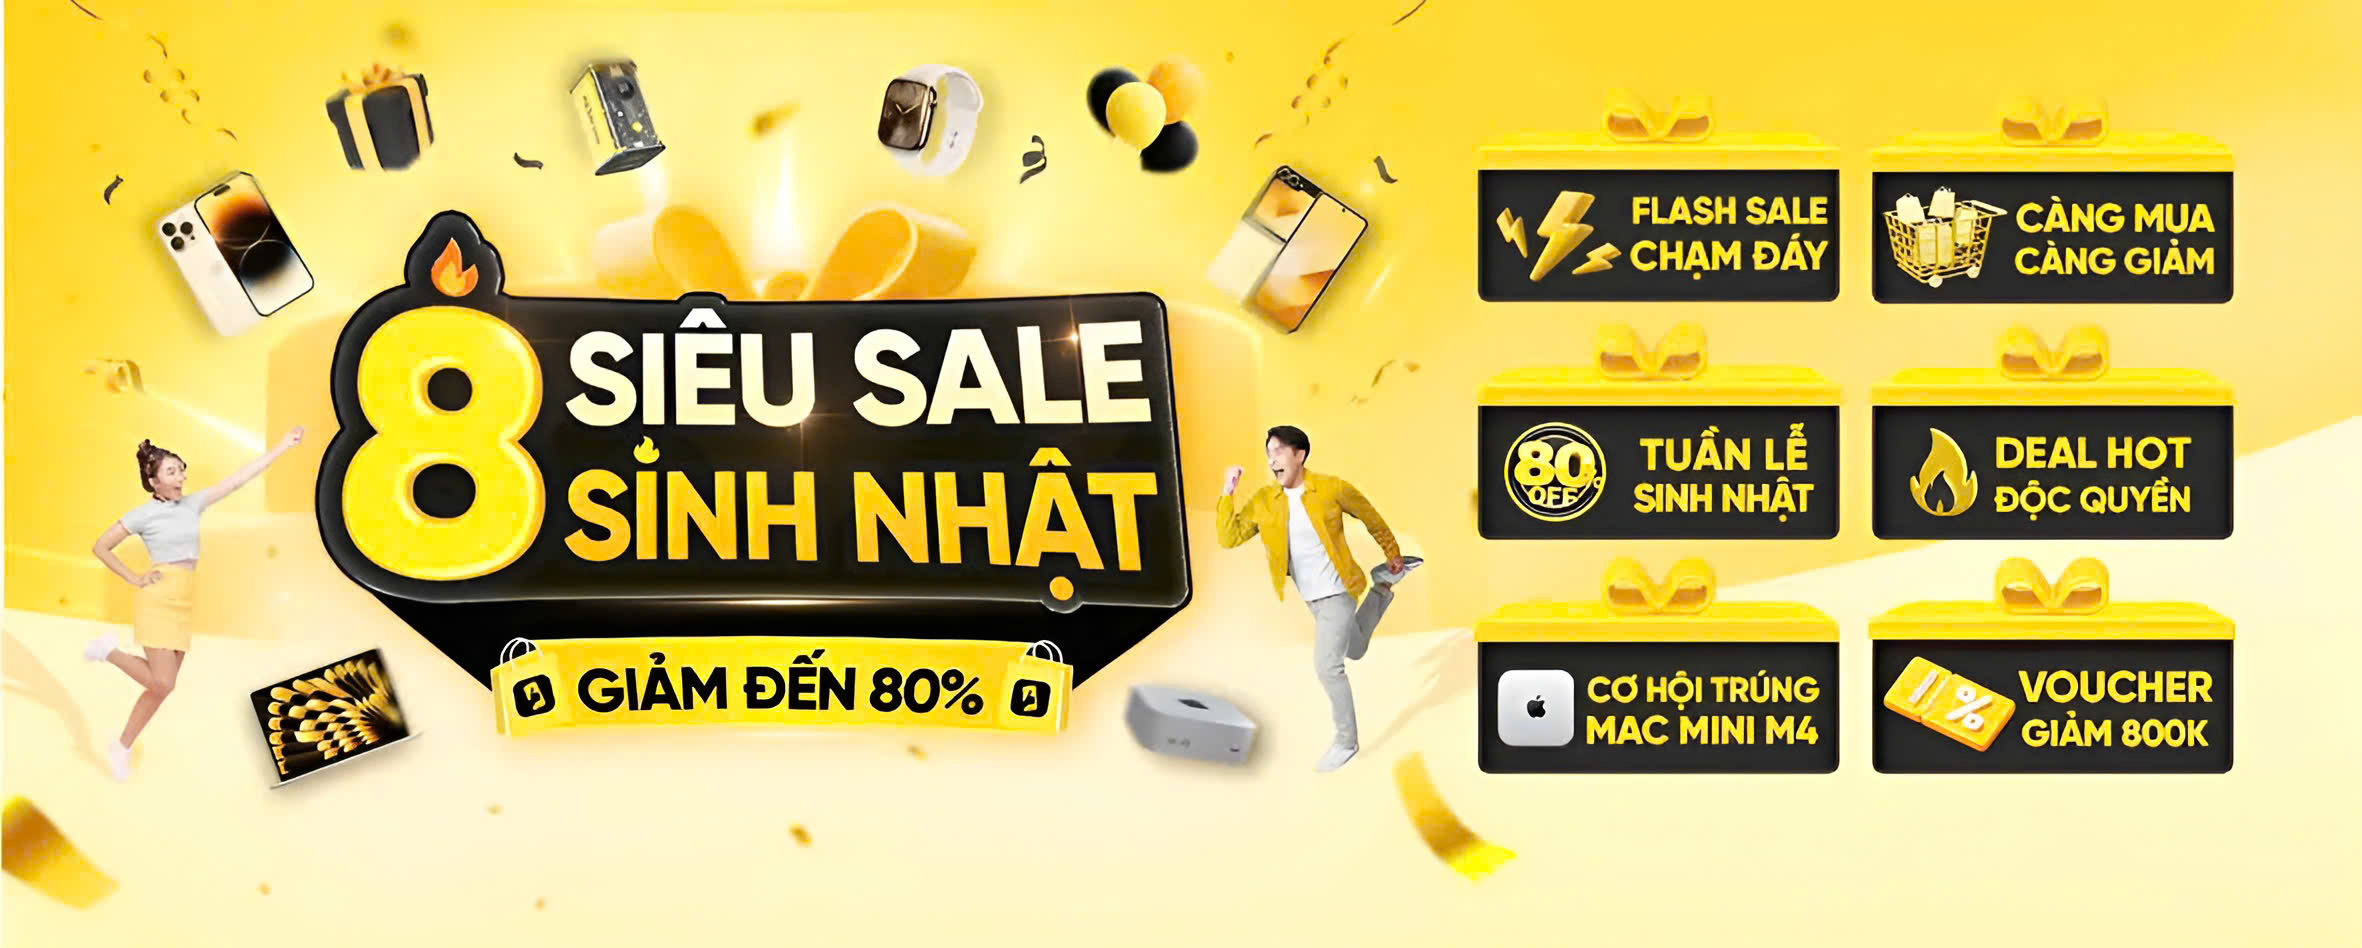 8
SIÊU SALE
SINH NHẬT
GIẢM ĐẾN 80%
FLASH SALE
CHẠM ĐÁY
CÀNG MUA
CÀNG GIẢM
80%
OFF
TUẦN LỄ
SINH NHẬT
DEAL HOT
ĐỘC QUYỀN
CƠ HỘI TRÚNG
MAC MINI M4
%
VOUCHER
GIẢM 800K